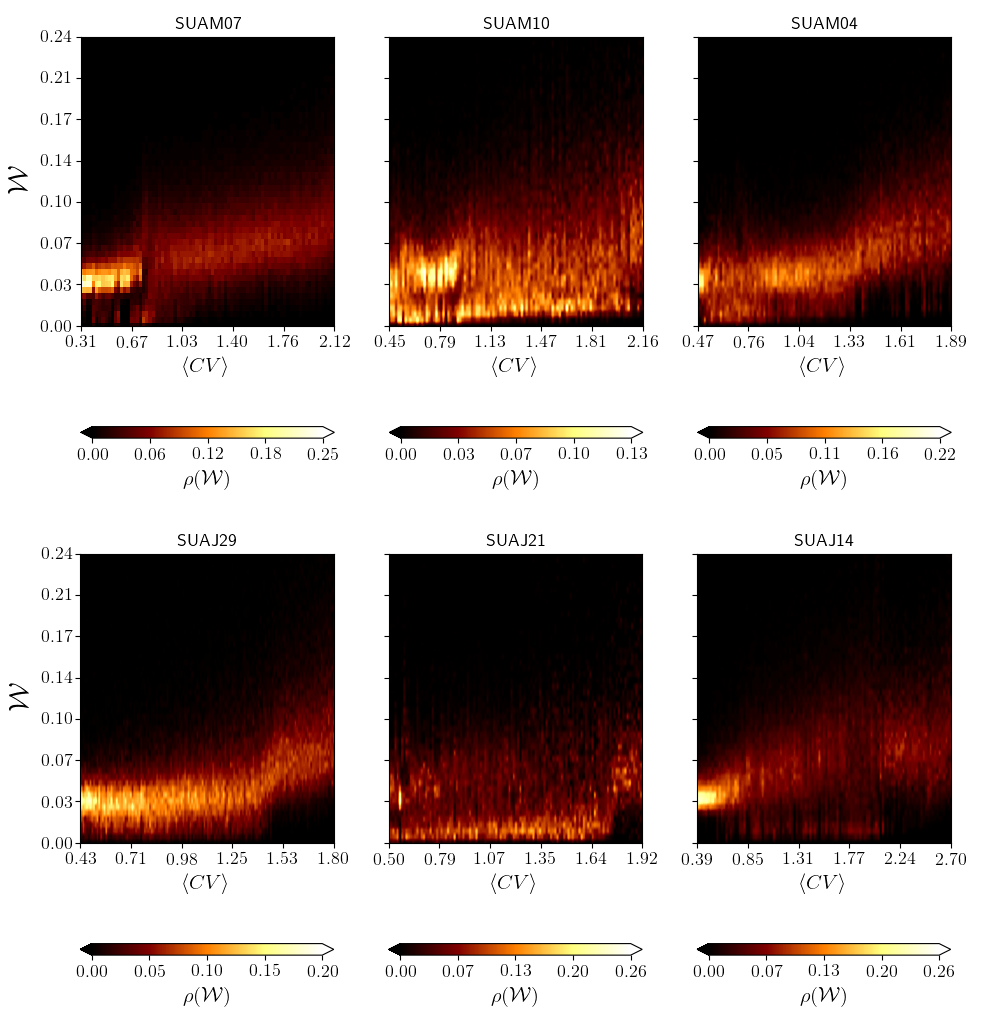 SUAM07 SUAM10 SUAM04
0.24
0.21
0.17
0.14
0.10
0.07
0.03
0.00
𝒲
0.31 0.67 1.03 1.40 1.76 2.12 0.45 0.79 1.13 1.47 1.81 2.16 0.47 0.76 1.04 1.33 1.61 1.89
⟨CV⟩ ⟨CV⟩ ⟨CV⟩
0.00 0.06 0.12 0.18 0.25 0.00 0.03 0.07 0.10 0.13 0.00 0.05 0.11 0.16 0.22
ρ(𝒲) ρ(𝒲) ρ(𝒲)
SUAJ29 SUAJ21 SUAJ14
0.24
0.21
0.17
0.14
0.10
0.07
0.03
0.00
𝒲
0.43 0.71 0.98 1.25 1.53 1.80 0.50 0.79 1.07 1.35 1.64 1.92 0.39 0.85 1.31 1.77 2.24 2.70
⟨CV⟩ ⟨CV⟩ ⟨CV⟩
0.00 0.05 0.10 0.15 0.20 0.00 0.07 0.13 0.20 0.26 0.00 0.07 0.13 0.20 0.26
ρ(𝒲) ρ(𝒲) ρ(𝒲)